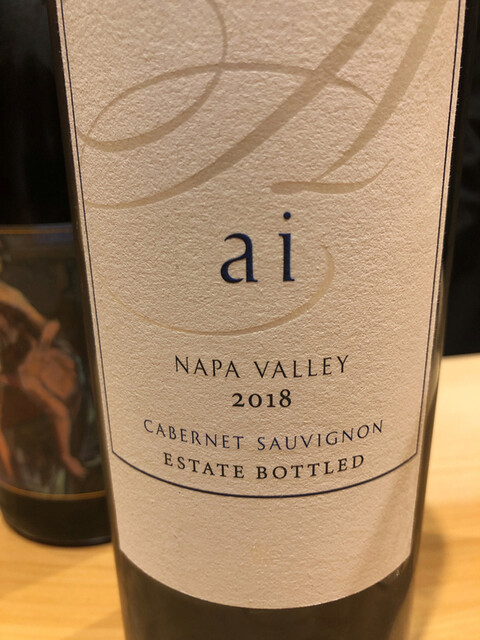 ai
NAPA VALLEY
2018
CABERNET SAUVIGNON
ESTATE BOTTLED